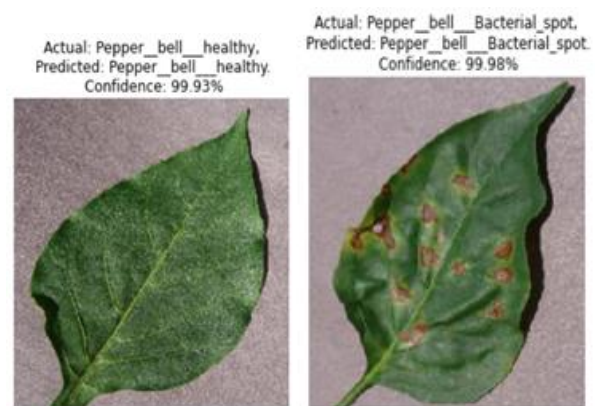 Actual: Pepper__bell___healthy,
Predicted: Pepper__bell___healthy.
Confidence: 99.93%
Actual: Pepper__bell___Bacterial_spot,
Predicted: Pepper__bell___Bacterial_spot.
Confidence: 99.98%